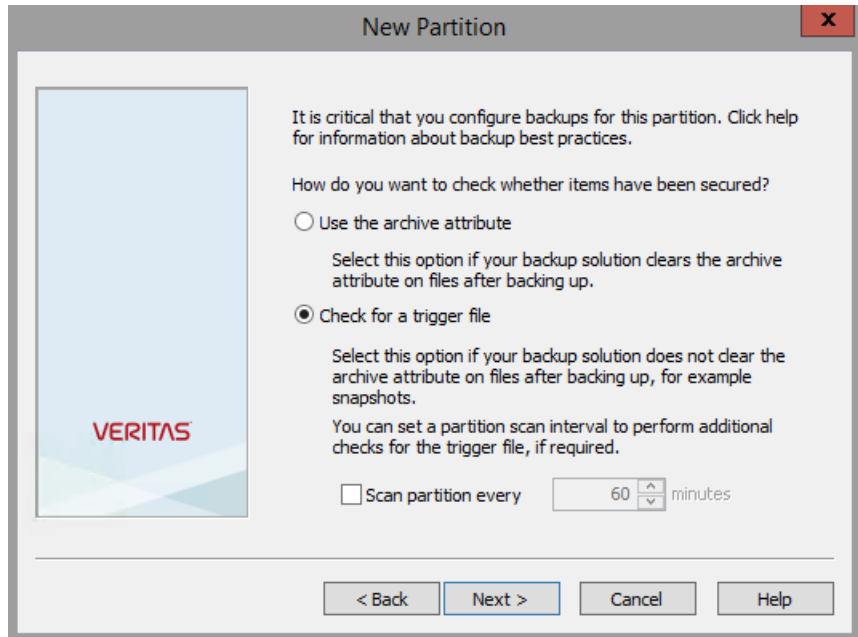 New Partition
x
It is critical that you configure backups for this partition. Click help
for information about backup best practices.
How do you want to check whether items have been secured?
Use the archive attribute
Select this option if your backup solution clears the archive
attribute on files after backing up.
Check for a trigger file
Select this option if your backup solution does not clear the
archive attribute on files after backing up, for example
snapshots.
You can set a partition scan interval to perform additional
checks for the trigger file, if required.
VERITAS
Scan partition every 60 minutes
< Back Next > Cancel Help